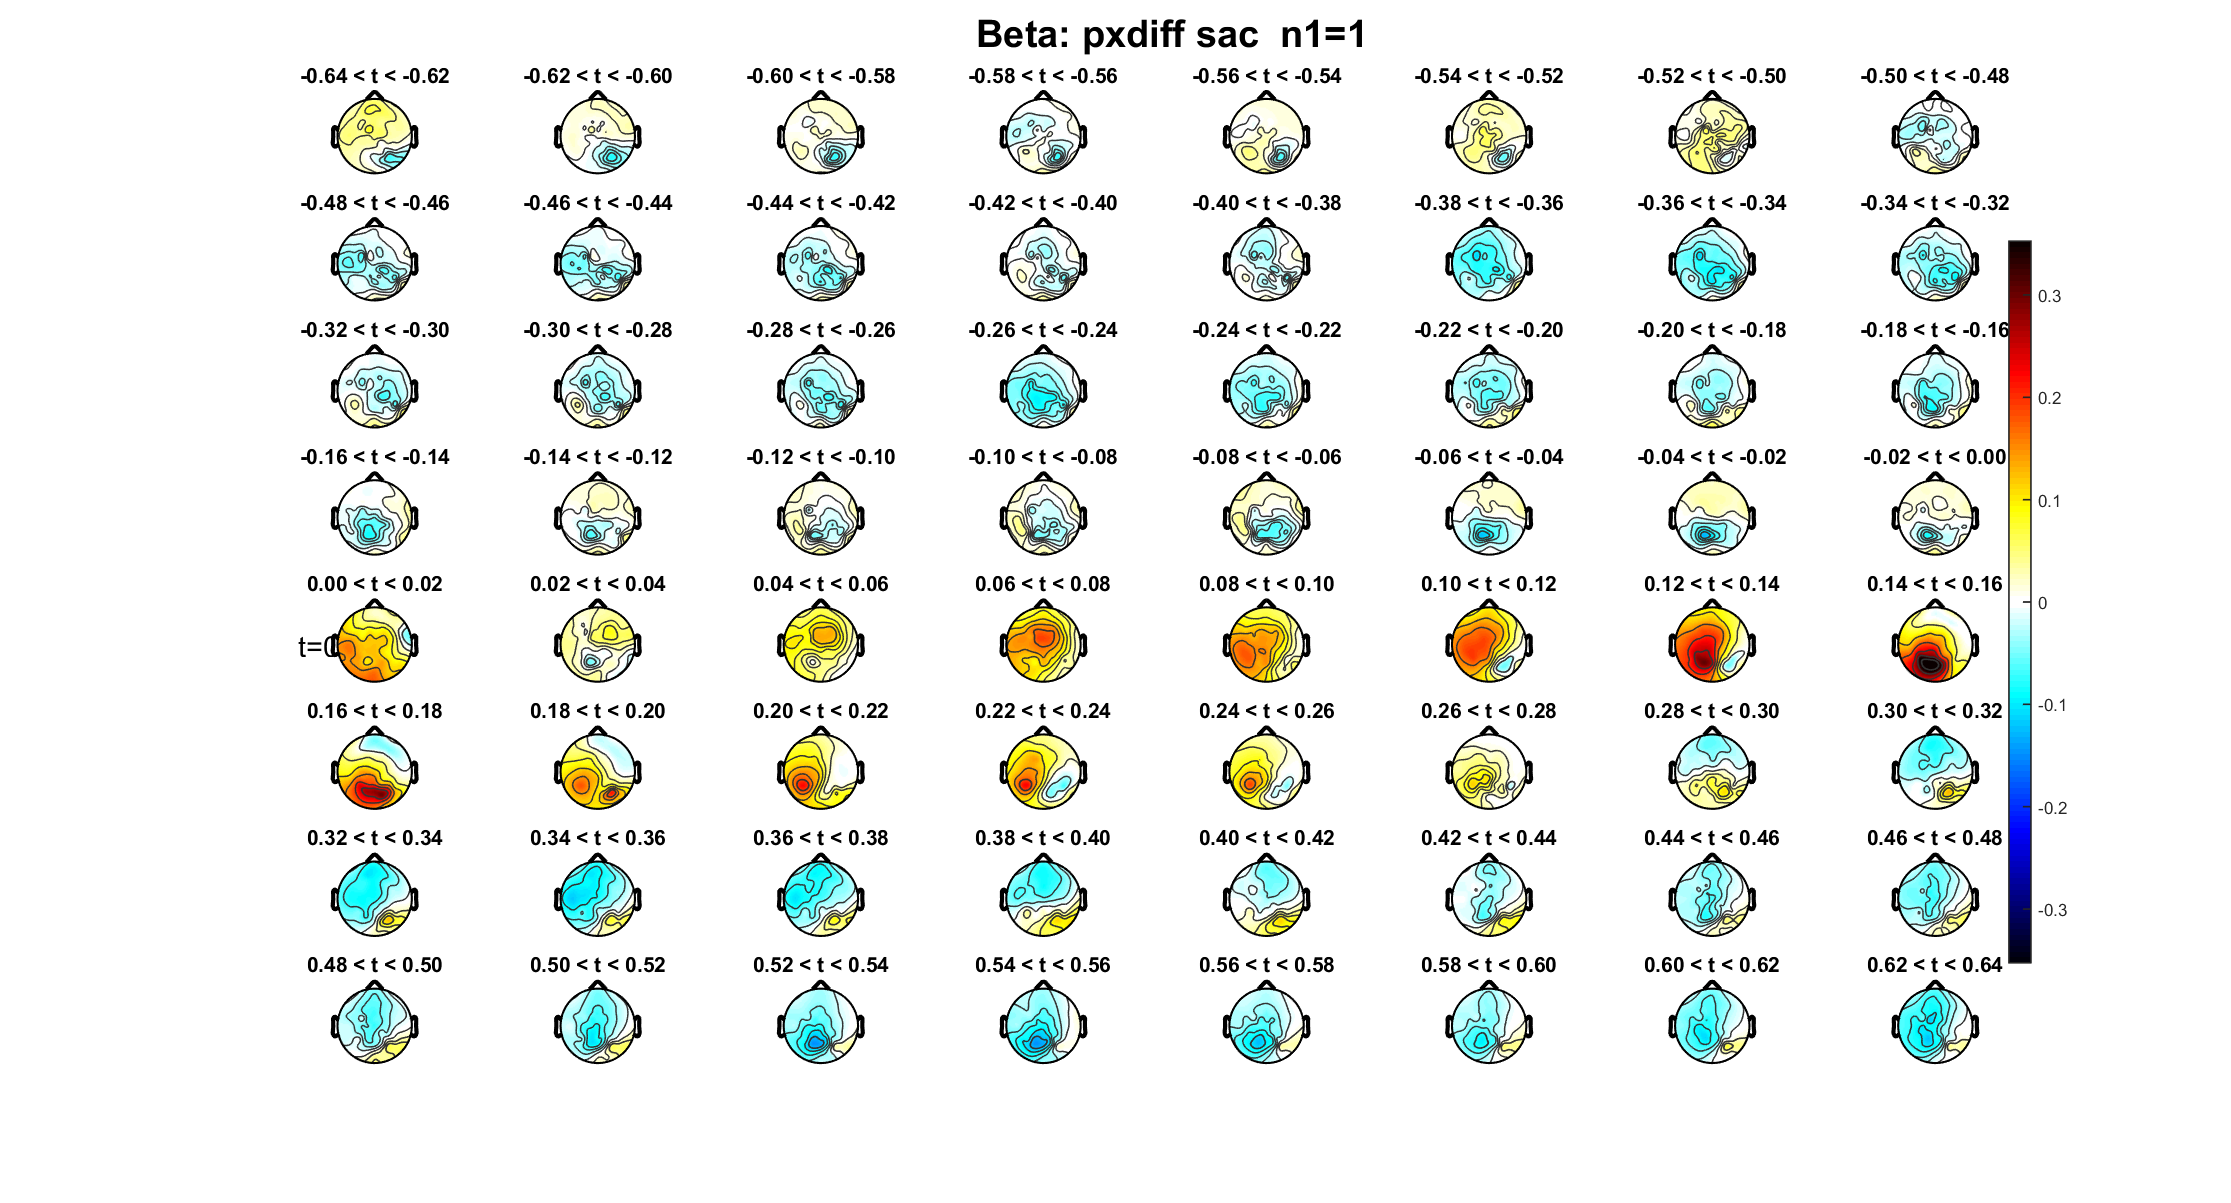 Beta: pxdiff sac  n1=1
-0.64 < t < -0.62 -0.62 < t < -0.60 -0.60 < t < -0.58 -0.58 < t < -0.56 -0.56 < t < -0.54 -0.54 < t < -0.52 -0.52 < t < -0.50 -0.50 < t < -0.48
-0.48 < t < -0.46 -0.46 < t < -0.44 -0.44 < t < -0.42 -0.42 < t < -0.40 -0.40 < t < -0.38 -0.38 < t < -0.36 -0.36 < t < -0.34 -0.34 < t < -0.32
-0.32 < t < -0.30 -0.30 < t < -0.28 -0.28 < t < -0.26 -0.26 < t < -0.24 -0.24 < t < -0.22 -0.22 < t < -0.20 -0.20 < t < -0.18 -0.18 < t < -0.16
-0.16 < t < -0.14 -0.14 < t < -0.12 -0.12 < t < -0.10 -0.10 < t < -0.08 -0.08 < t < -0.06 -0.06 < t < -0.04 -0.04 < t < -0.02 -0.02 < t < 0.00
0.00 < t < 0.02 0.02 < t < 0.04 0.04 < t < 0.06 0.06 < t < 0.08 0.08 < t < 0.10 0.10 < t < 0.12 0.12 < t < 0.14 0.14 < t < 0.16
t=0
0.16 < t < 0.18 0.18 < t < 0.20 0.20 < t < 0.22 0.22 < t < 0.24 0.24 < t < 0.26 0.26 < t < 0.28 0.28 < t < 0.30 0.30 < t < 0.32
0.32 < t < 0.34 0.34 < t < 0.36 0.36 < t < 0.38 0.38 < t < 0.40 0.40 < t < 0.42 0.42 < t < 0.44 0.44 < t < 0.46 0.46 < t < 0.48
0.48 < t < 0.50 0.50 < t < 0.52 0.52 < t < 0.54 0.54 < t < 0.56 0.56 < t < 0.58 0.58 < t < 0.60 0.60 < t < 0.62 0.62 < t < 0.64
0.3
0.2
0.1
0
-0.1
-0.2
-0.3